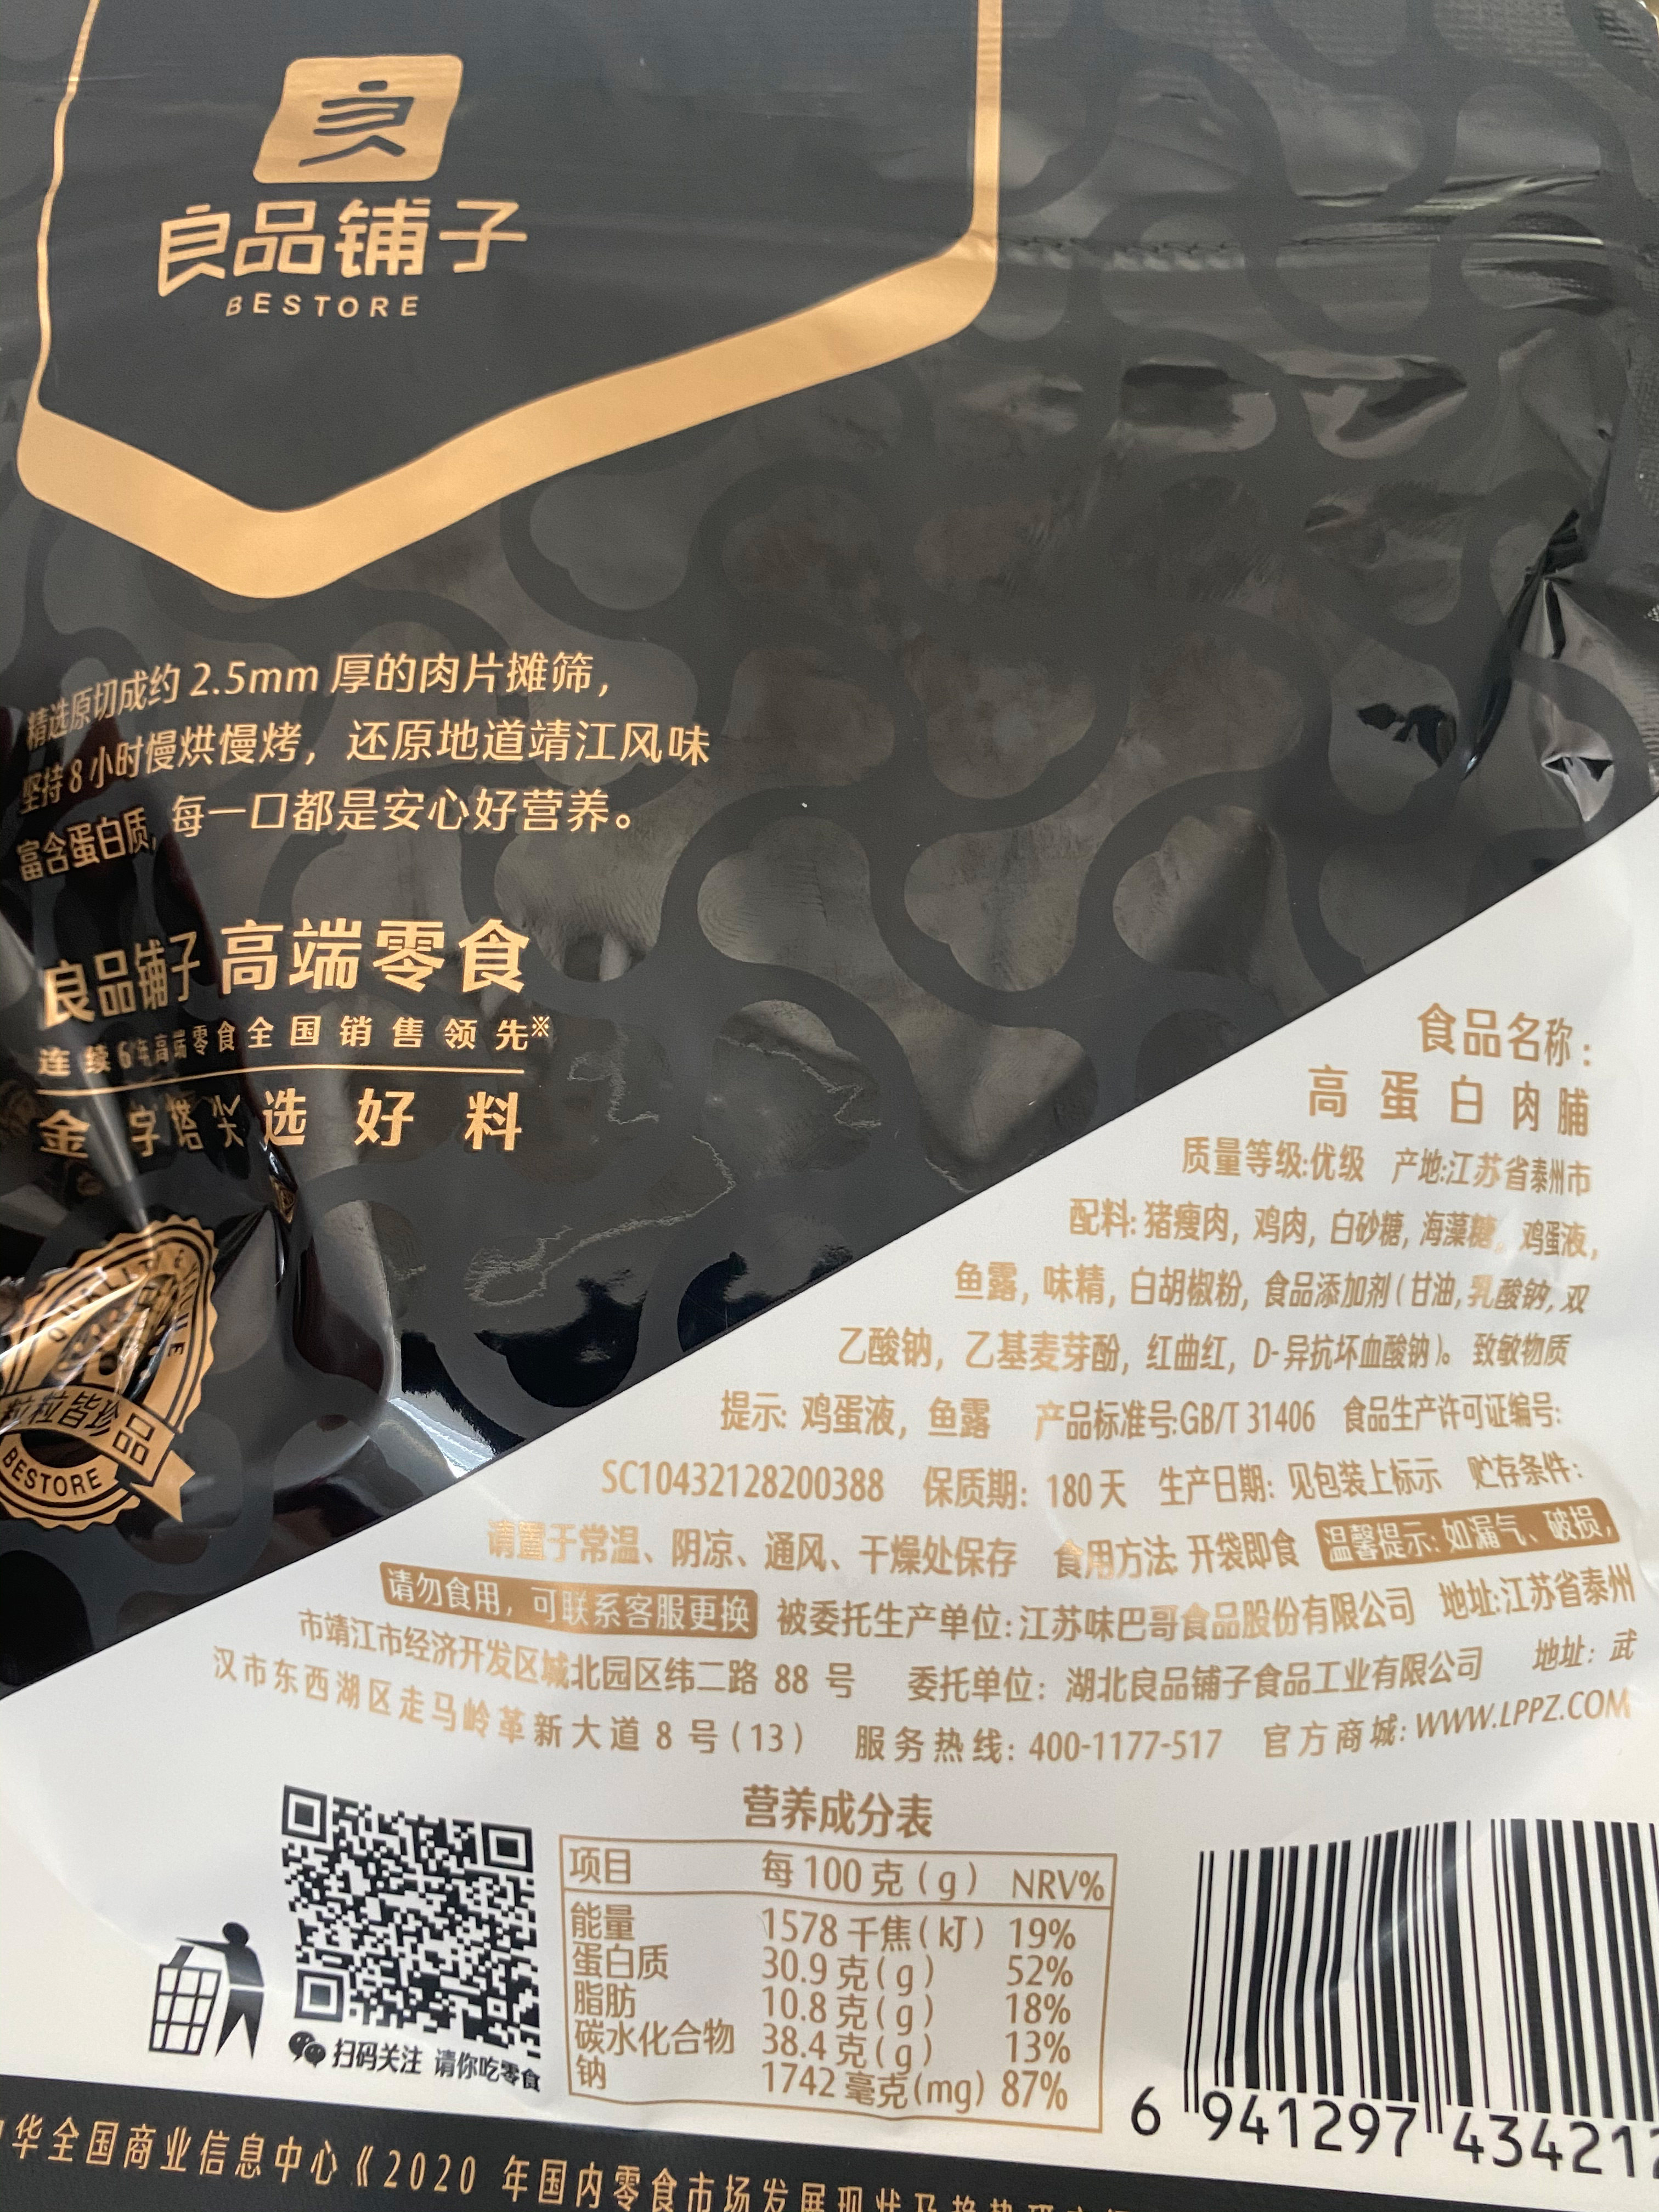 良
良品铺子
BESTORE
精选原切成约 2.5mm 厚的肉片摊筛，
坚持 8 小时慢烘慢烤，还原地道靖江风味
富含蛋白质，每一口都是安心好营养。
良品铺子 高端零食
连续6年高端零食全国销售领先※
金字塔尖选好料
粒粒皆珍品
BESTORE
食品名称：
高蛋白肉脯
质量等级:优级 产地:江苏省泰州市
配料: 猪瘦肉, 鸡肉, 白砂糖, 海藻糖, 鸡蛋液,
鱼露, 味精, 白胡椒粉, 食品添加剂 (甘油, 乳酸钠, 双
乙酸钠, 乙基麦芽酚, 红曲红, D- 异抗坏血酸钠)。 致敏物质
提示: 鸡蛋液, 鱼露 产品标准号:GB/T 31406 食品生产许可证编号:
SC10432128200388 保质期: 180 天 生产日期: 见包装上标示 贮存条件:
请置于常温、阴凉、通风、干燥处保存 食用方法: 开袋即食 温馨提示: 如漏气、破损,
请勿食用, 可联系客服更换 被委托生产单位: 江苏味巴哥食品股份有限公司 地址:江苏省泰州
市靖江市经济开发区城北园区纬二路 88 号 委托单位: 湖北良品铺子食品工业有限公司 地址: 武
汉市东西湖区走马岭革新大道 8 号 (13) 服务热线: 400-1177-517 官方商城: WWW.LPPZ.COM
营养成分表
项目 每 100 克 (g) NRV%
能量 1578 千焦 (kJ) 19%
蛋白质 30.9 克 (g) 52%
脂肪 10.8 克 (g) 18%
碳水化合物 38.4 克 (g) 13%
钠 1742 毫克 (mg) 87%
扫码关注 请你吃零食
6 941297 434212
中华全国商业信息中心《2020 年国内零食市场发展现状及趋势